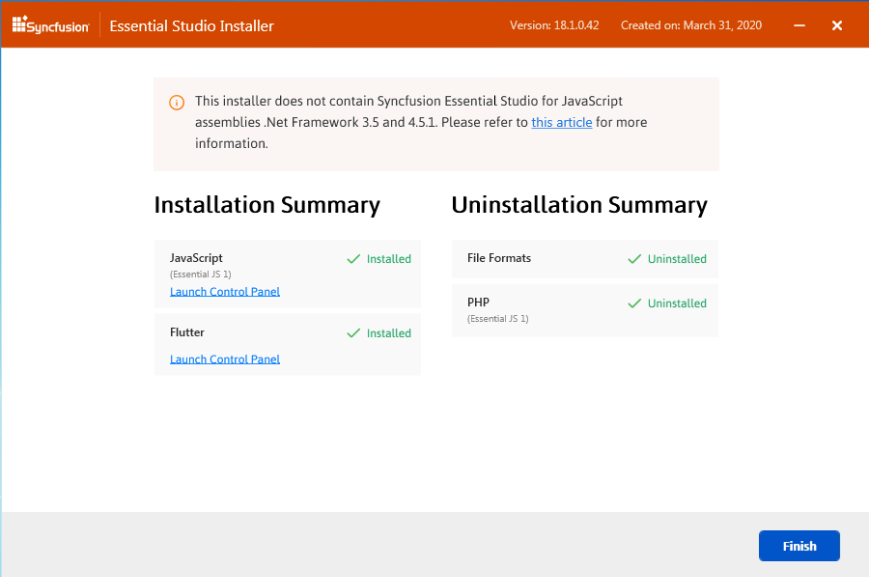 Syncfusion Essential Studio Installer Version: 18.1.0.42 Created on: March 31, 2020
This installer does not contain Syncfusion Essential Studio for JavaScript
assemblies .Net Framework 3.5 and 4.5.1. Please refer to this article for more
information.
Installation Summary
JavaScript Installed
(Essential JS 1)
Launch Control Panel
Flutter Installed
Launch Control Panel
Uninstallation Summary
File Formats Uninstalled
PHP Uninstalled
(Essential JS 1)
Finish